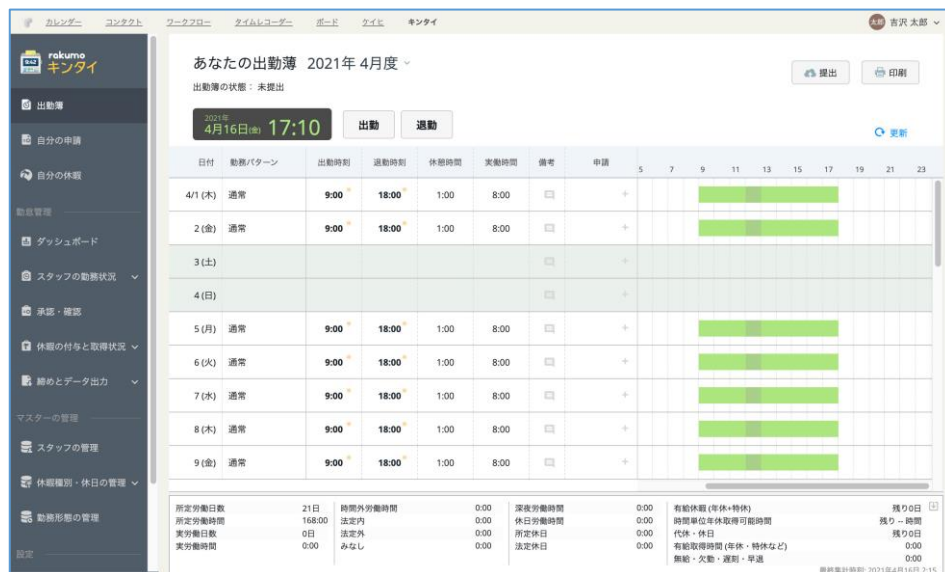 カレンダー コンタクト ワークフロー タイムレコーダー ボード ケイヒ キンタイ 太郎 吉沢 太郎
9:42 rakumo
キンタイ
出勤簿
自分の申請
自分の休暇
勤怠管理
ダッシュボード
スタッフの勤務状況
承認・確認
休暇の付与と取得状況
締めとデータ出力
マスターの管理
スタッフの管理
休暇種別・休日の管理
勤務形態の管理
設定
あなたの出勤簿 2021年 4月度
出勤簿の状態： 未提出
提出 印刷
2021年
4月16日(金) 17:10 出勤 退勤
更新
日付 勤務パターン 出勤時刻 退勤時刻 休憩時間 実働時間 備考 申請 5 7 9 11 13 15 17 19 21 23
4/1 (木) 通常 9:00 18:00 1:00 8:00 +
2 (金) 通常 9:00 18:00 1:00 8:00 +
3 (土) +
4 (日) +
5 (月) 通常 9:00 18:00 1:00 8:00 +
6 (火) 通常 9:00 18:00 1:00 8:00 +
7 (水) 通常 9:00 18:00 1:00 8:00 +
8 (木) 通常 9:00 18:00 1:00 8:00 +
9 (金) 通常 9:00 18:00 1:00 8:00 +
所定労働日数 21日 時間外労働時間 0:00 深夜労働時間 0:00 有給休暇 (年休+特休) 残り0日
所定労働時間 168:00 法定内 0:00 休日労働時間 0:00 時間単位年休取得可能時間 残り -- 時間
実労働日数 0日 法定外 0:00 所定休日 0:00 代休・休日 残り0日
実労働時間 0:00 みなし 0:00 法定休日 0:00 有給取得時間 (年休・特休など) 0:00
無給・欠勤・遅刻・早退 0:00
最終集計時刻: 2021年4月16日 2:15